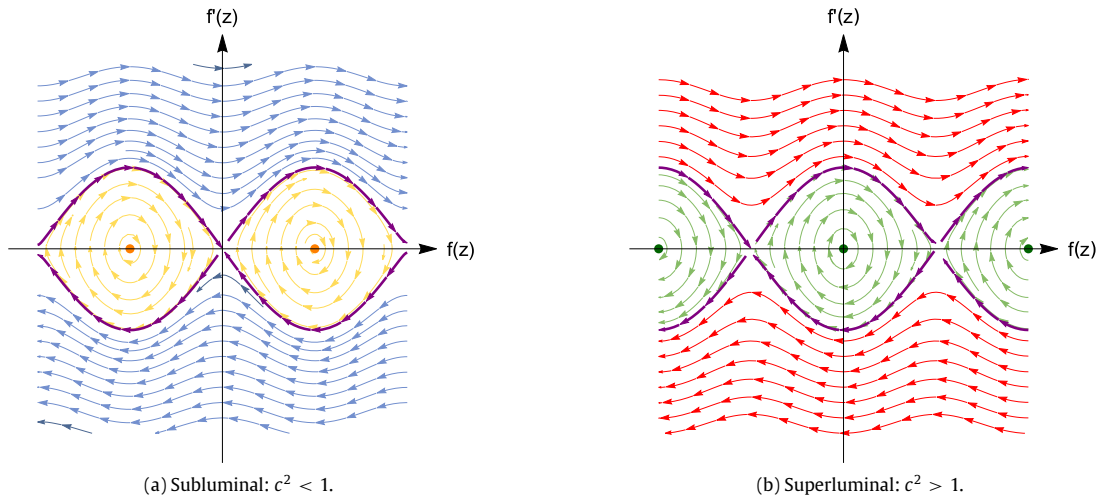 f'(z)
f(z)
(a) Subluminal: c² < 1.
f'(z)
f(z)
(b) Superluminal: c² > 1.